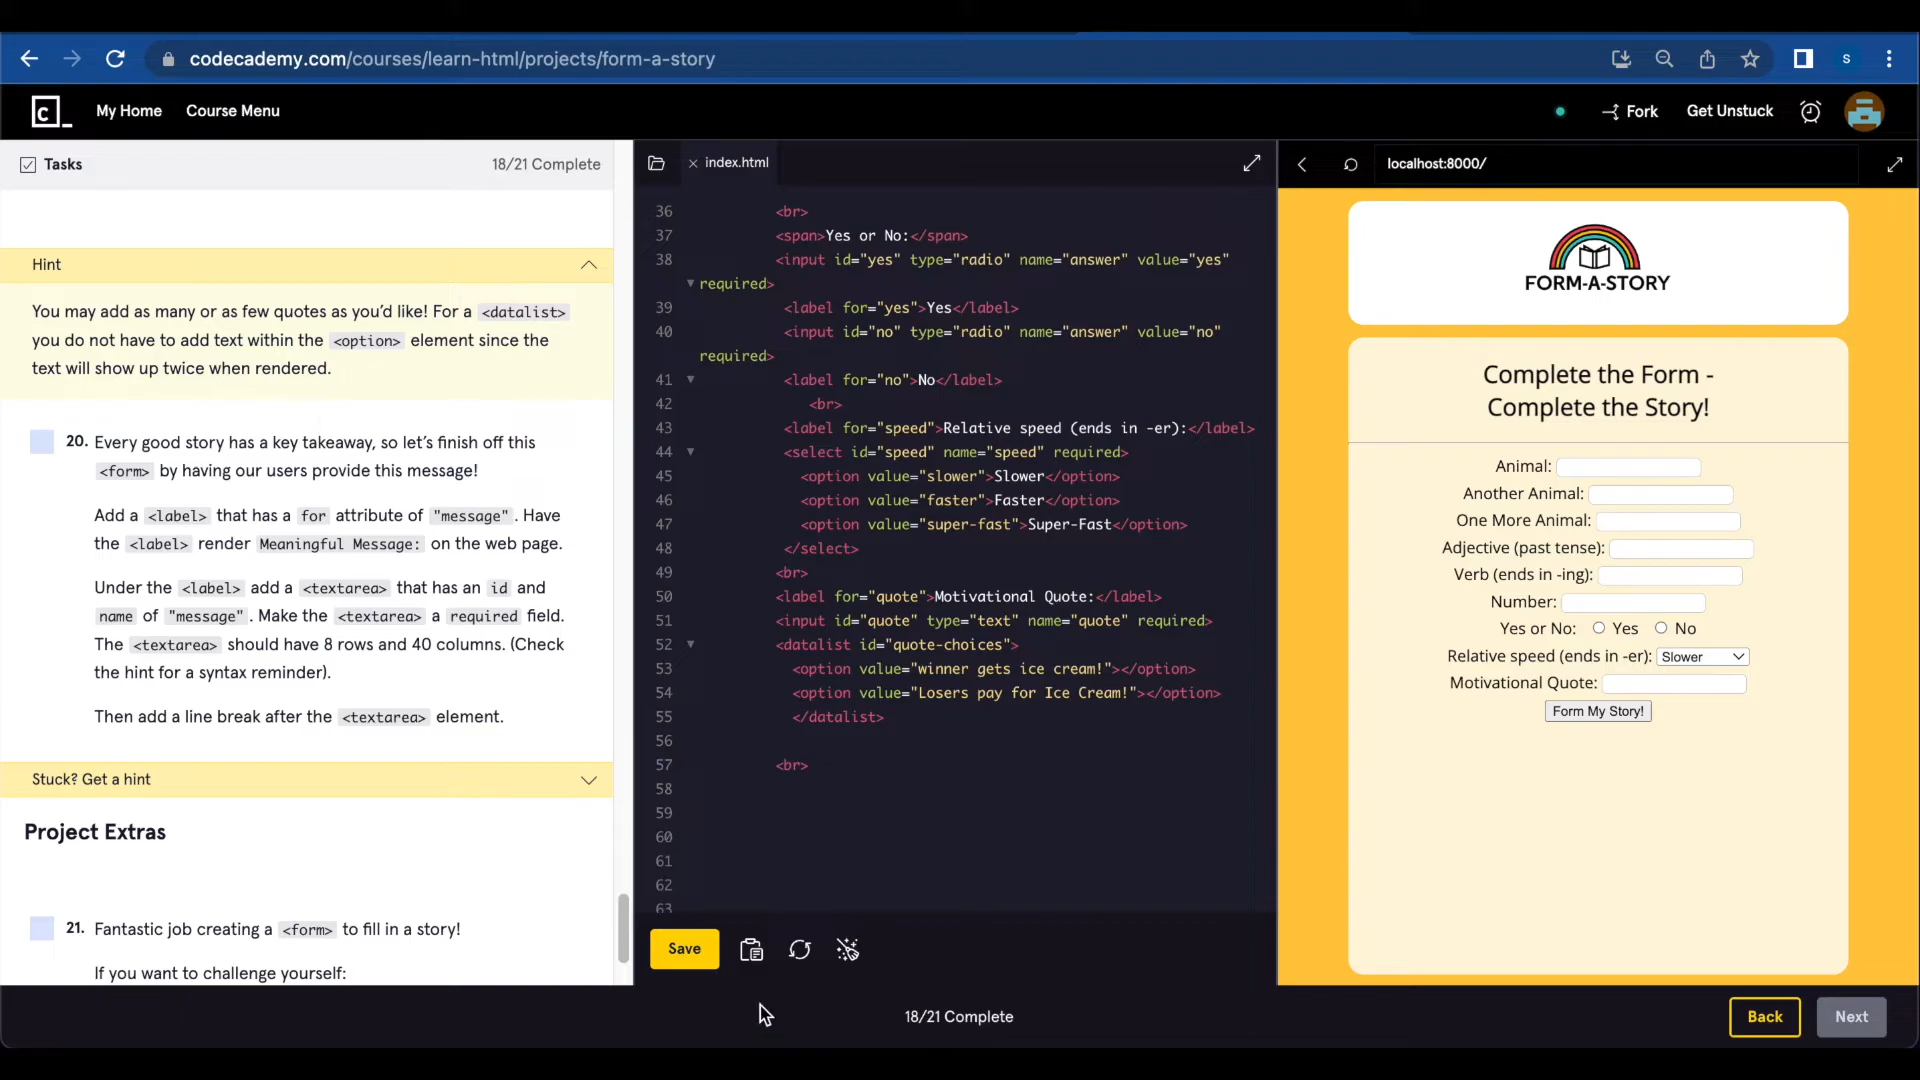 codecademy.com/courses/learn-html/projects/form-a-story
S
C_
My Home
Course Menu
Fork
Get Unstuck
Tasks
18/21 Complete
Hint
You may add as many or as few quotes as you’d like! For a <datalist>
you do not have to add text within the <option> element since the
text will show up twice when rendered.
20. Every good story has a key takeaway, so let’s finish off this
<form> by having our users provide this message!
Add a <label> that has a for attribute of "message". Have
the <label> render Meaningful Message: on the web page.
Under the <label> add a <textarea> that has an id and
name of "message". Make the <textarea> a required field.
The <textarea> should have 8 rows and 40 columns. (Check
the hint for a syntax reminder).
Then add a line break after the <textarea> element.
Stuck? Get a hint
Project Extras
21. Fantastic job creating a <form> to fill in a story!
If you want to challenge yourself:
index.html
36 <br>
37 <span>Yes or No:</span>
38 <input id="yes" type="radio" name="answer" value="yes"
required>
39 <label for="yes">Yes</label>
40 <input id="no" type="radio" name="answer" value="no"
required>
41 <label for="no">No</label>
42 <br>
43 <label for="speed">Relative speed (ends in -er):</label>
44 <select id="speed" name="speed" required>
45 <option value="slower">Slower</option>
46 <option value="faster">Faster</option>
47 <option value="super-fast">Super-Fast</option>
48 </select>
49 <br>
50 <label for="quote">Motivational Quote:</label>
51 <input id="quote" type="text" name="quote" required>
52 <datalist id="quote-choices">
53 <option value="winner gets ice cream!"></option>
54 <option value="Losers pay for Ice Cream!"></option>
55 </datalist>
56
57 <br>
58
59
60
61
62
63
Save
localhost:8000/
FORM-A-STORY
Complete the Form -
Complete the Story!
Animal:
Another Animal:
One More Animal:
Adjective (past tense):
Verb (ends in -ing):
Number:
Yes or No: Yes No
Relative speed (ends in -er): Slower
Motivational Quote:
Form My Story!
18/21 Complete
Back
Next